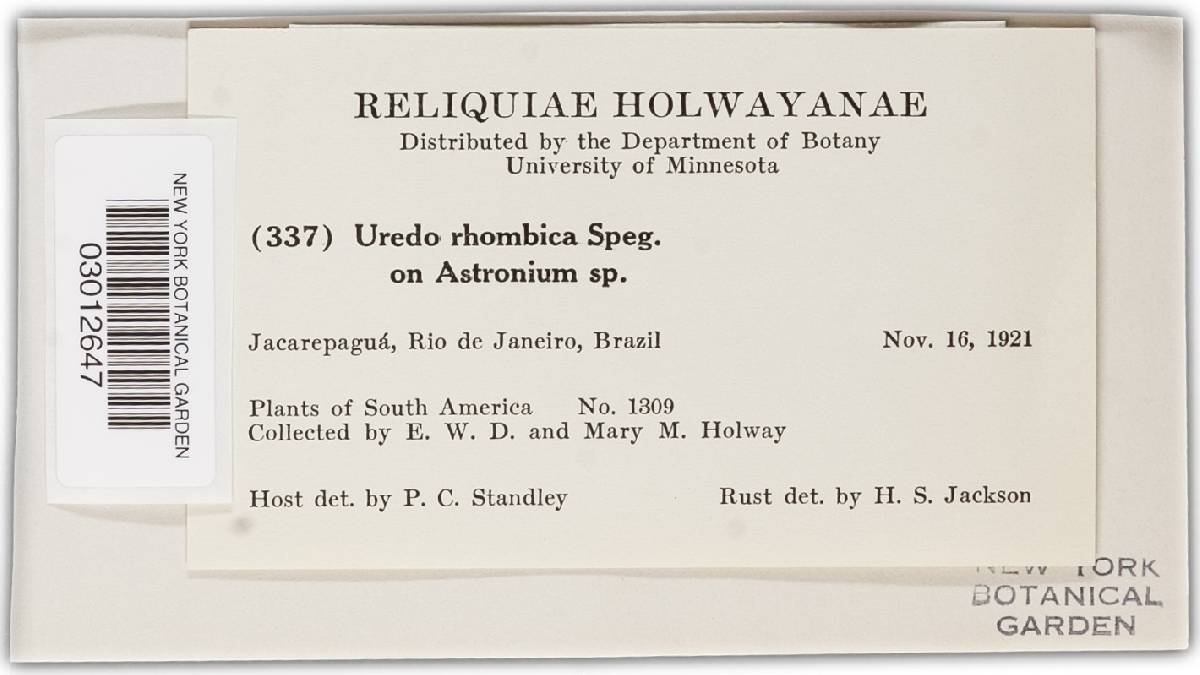 RELIQUIAE HOLWAYANAE
Distributed by the Department of Botany
University of Minnesota
(337) Uredo rhombica Speg.
on Astronium sp.
Jacarepaguá, Rio de Janeiro, Brazil Nov. 16, 1921
Plants of South America No. 1309
Collected by E. W. D. and Mary M. Holway
Host det. by P. C. Standley Rust det. by H. S. Jackson
NEW YORK BOTANICAL GARDEN
03012647
NEW YORK
BOTANICAL
GARDEN